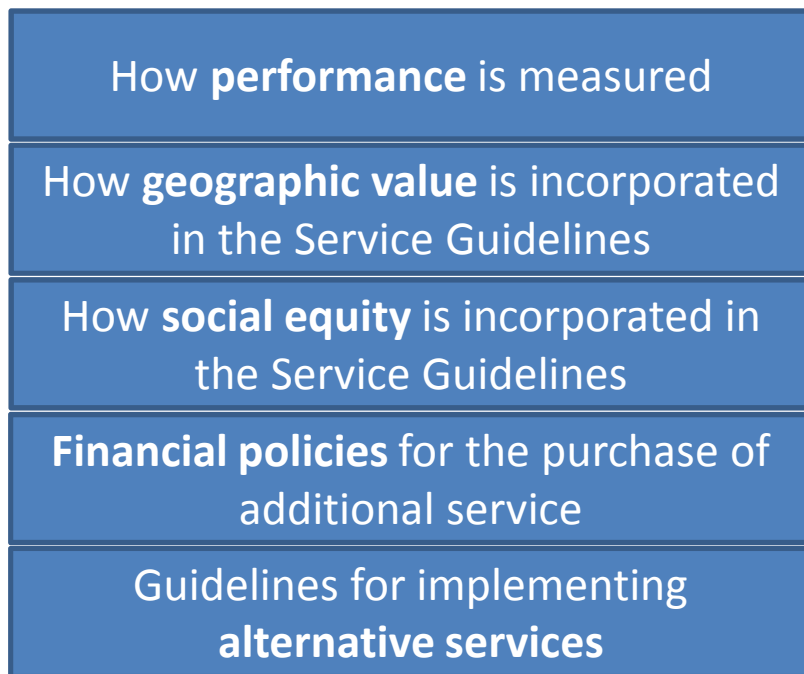 How performance is measured
How geographic value is incorporated
in the Service Guidelines
How social equity is incorporated in
the Service Guidelines
Financial policies for the purchase of
additional service
Guidelines for implementing
alternative services